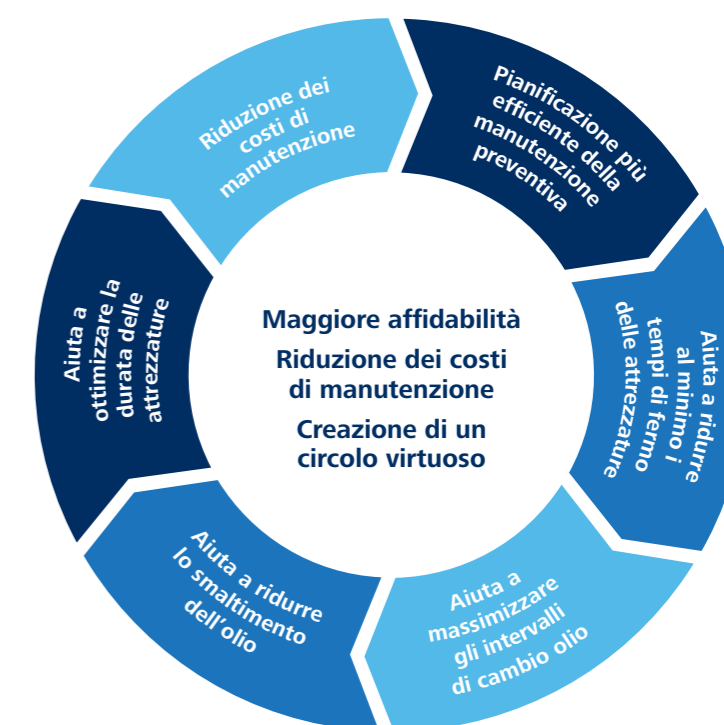 Riduzione dei
costi di
manutenzione
Pianificazione più
efficiente della
manutenzione
preventiva
Aiuta a ridurre
al minimo i
tempi di fermo
delle attrezzature
Aiuta a
massimizzare
gli intervalli
di cambio olio
Aiuta a ridurre
lo smaltimento
dell'olio
Aiuta a
ottimizzare la
durata delle
attrezzature
Maggiore affidabilità
Riduzione dei costi
di manutenzione
Creazione di un
circolo virtuoso